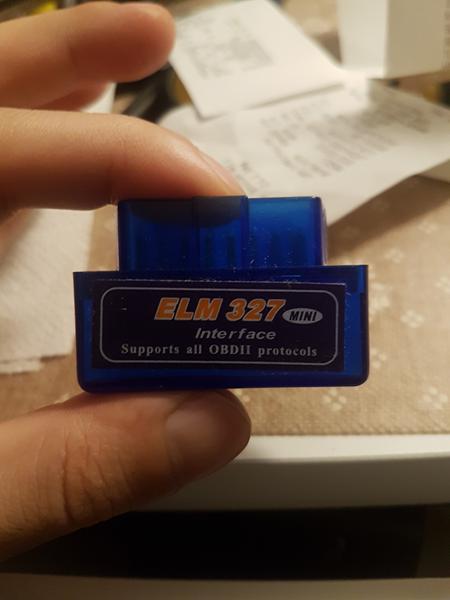 ELM 327 MINI
Interface
Supports all OBDII protocols